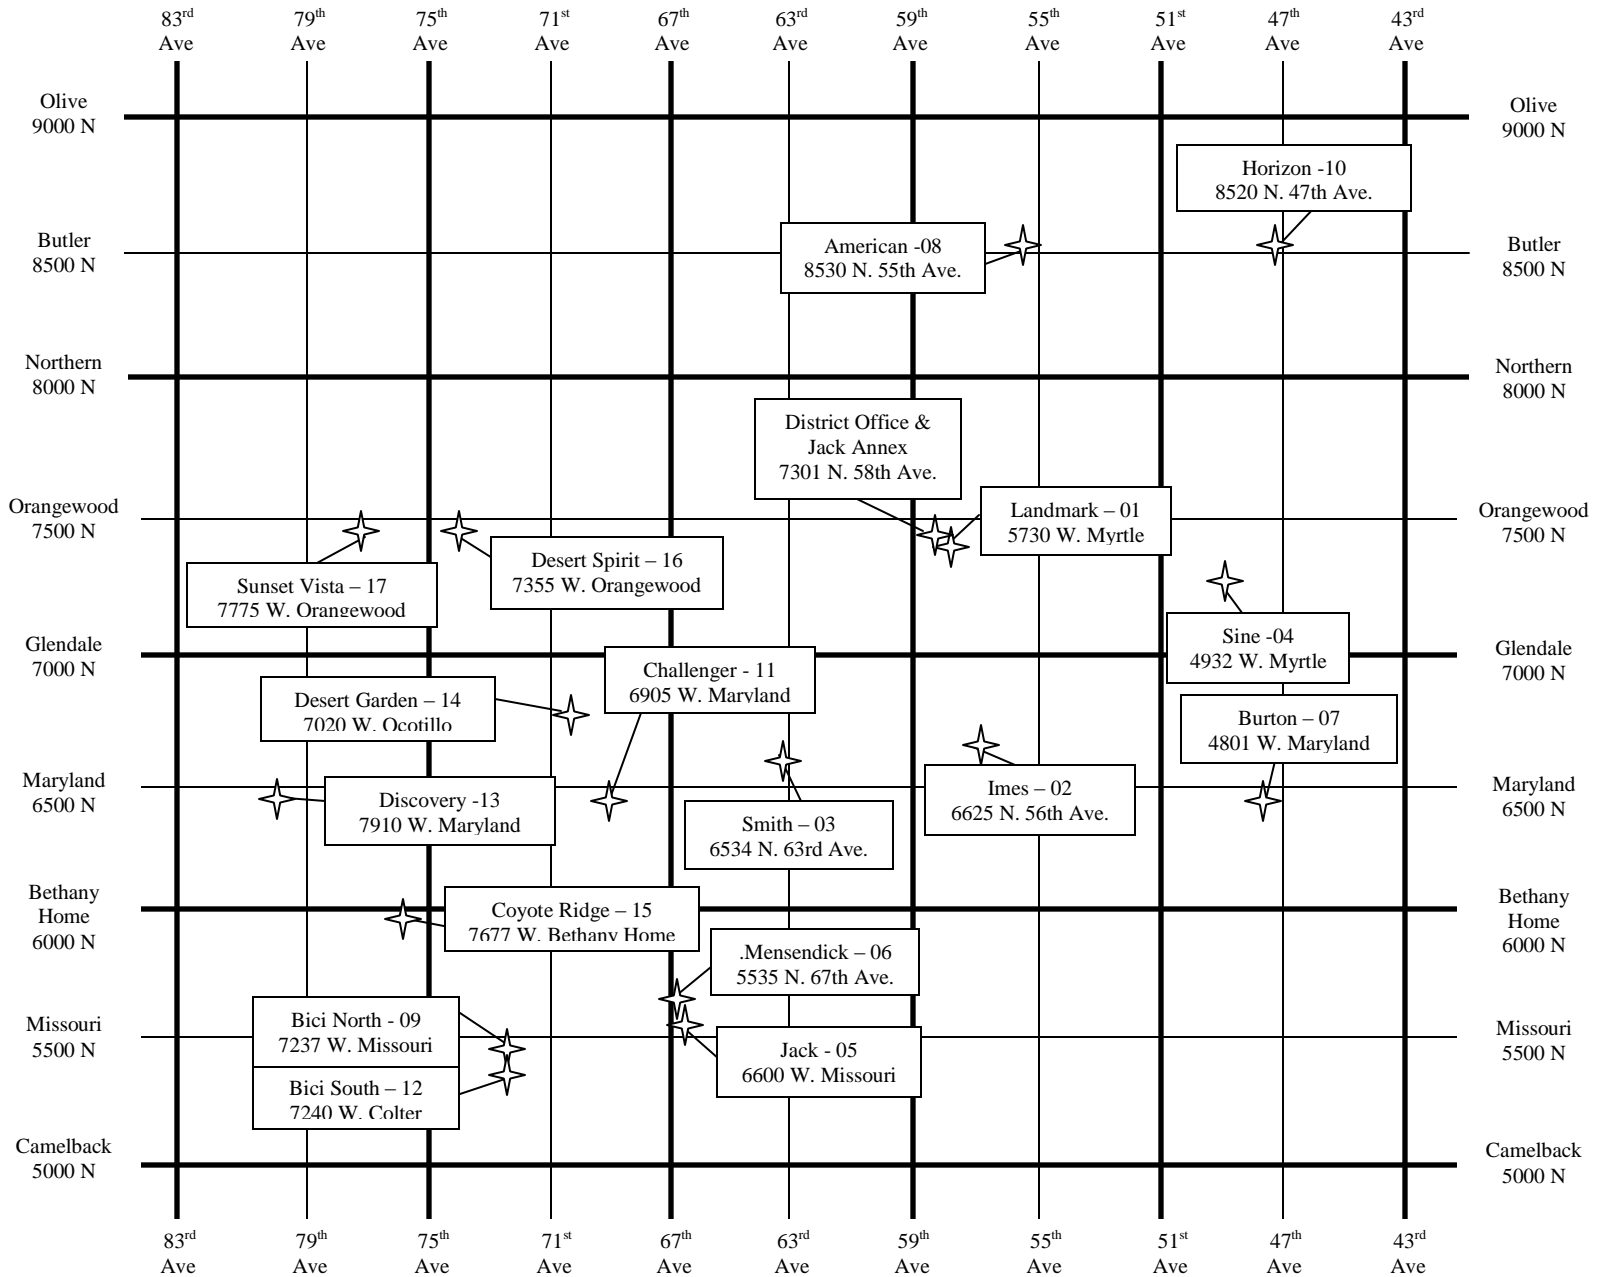 83rd 79th 75th 71st 67th 63rd 59th 55th 51st 47th 43rd
Ave Ave Ave Ave Ave Ave Ave Ave Ave Ave Ave
Olive
9000 N
Olive
9000 N
Horizon -10
8520 N. 47th Ave.
Butler
8500 N
American -08
8530 N. 55th Ave.
Butler
8500 N
Northern
8000 N
Northern
8000 N
District Office &
Jack Annex
7301 N. 58th Ave.
Orangewood
7500 N
Landmark – 01
5730 W. Myrtle
Orangewood
7500 N
Sunset Vista – 17
7775 W. Orangewood
Desert Spirit – 16
7355 W. Orangewood
Sine -04
4932 W. Myrtle
Glendale
7000 N
Glendale
7000 N
Challenger - 11
6905 W. Maryland
Desert Garden – 14
7020 W. Ocotillo
Burton – 07
4801 W. Maryland
Maryland
6500 N
Discovery -13
7910 W. Maryland
Smith – 03
6534 N. 63rd Ave.
Imes – 02
6625 N. 56th Ave.
Maryland
6500 N
Bethany
Home
6000 N
Coyote Ridge – 15
7677 W. Bethany Home
Bethany
Home
6000 N
.Mensendick – 06
5535 N. 67th Ave.
Missouri
5500 N
Bici North - 09
7237 W. Missouri
Jack - 05
6600 W. Missouri
Missouri
5500 N
Bici South – 12
7240 W. Colter
Camelback
5000 N
Camelback
5000 N
83rd 79th 75th 71st 67th 63rd 59th 55th 51st 47th 43rd
Ave Ave Ave Ave Ave Ave Ave Ave Ave Ave Ave